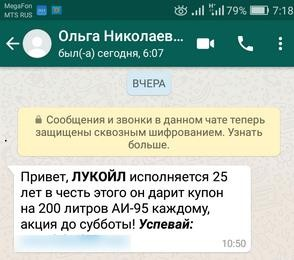 MegaFon
MTS RUS
79% 7:18
Ольга Николаев...
был(-а) сегодня, 6:07
ВЧЕРА
Сообщения и звонки в данном чате теперь
защищены сквозным шифрованием. Узнать
больше.
Привет, ЛУКОЙЛ исполняется 25
лет в честь этого он дарит купон
на 200 литров АИ-95 каждому,
акция до субботы! Успевай:
10:50